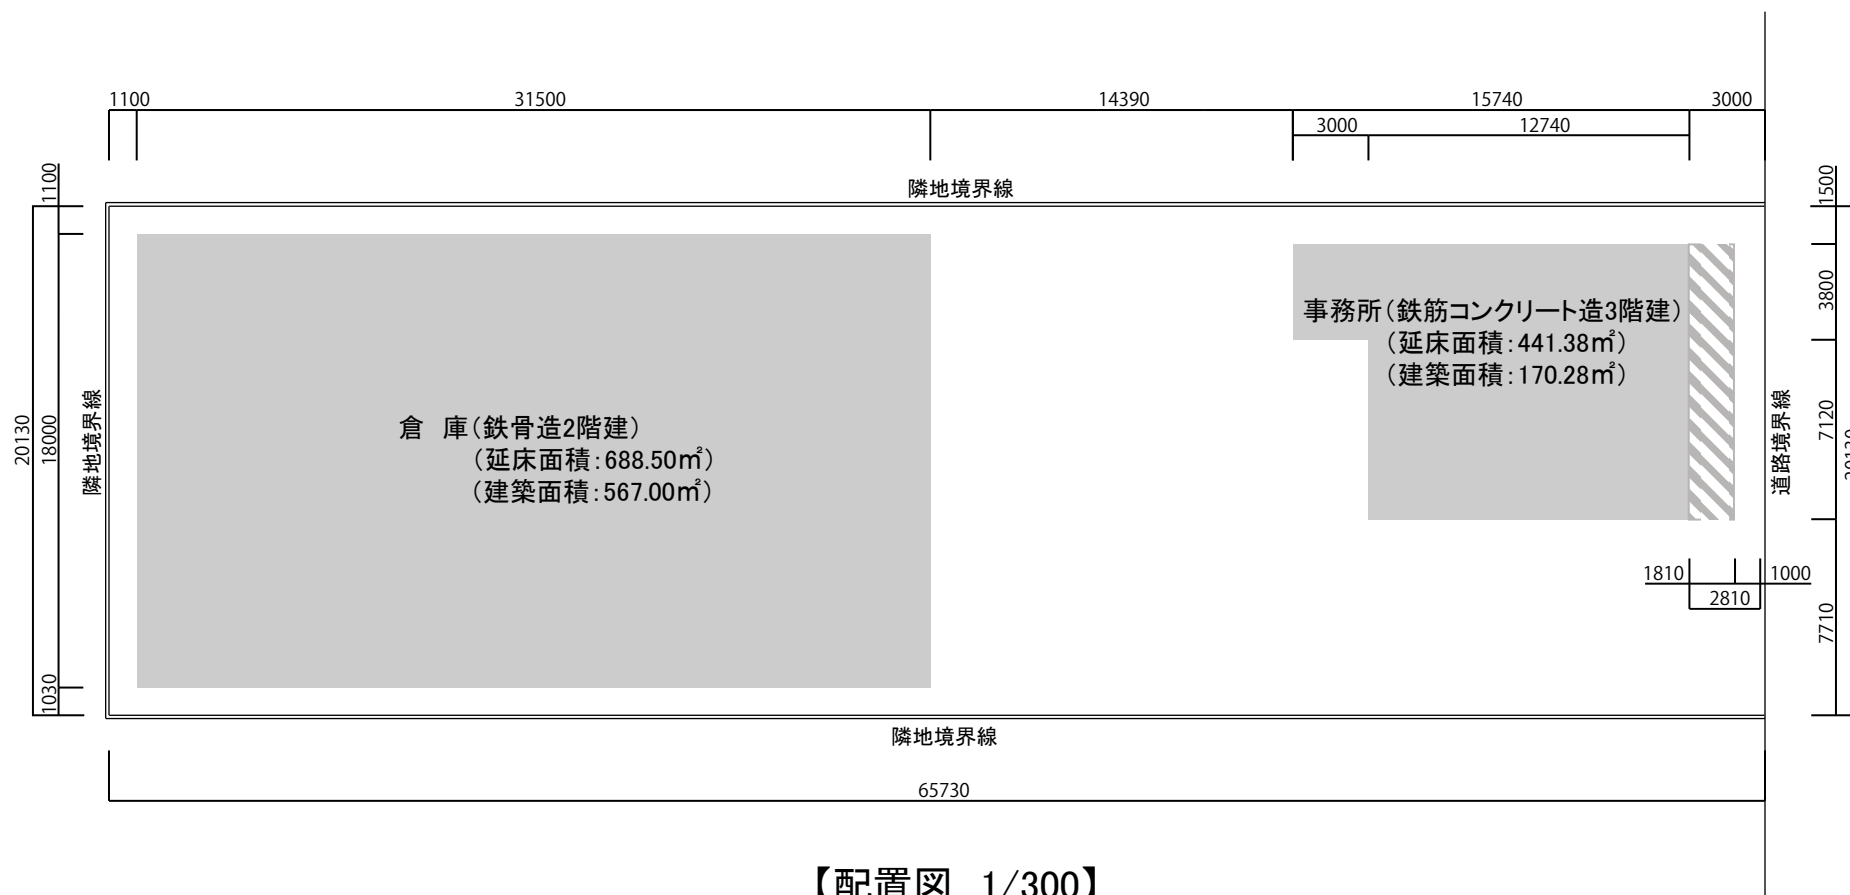 1100 31500 14390 15740 3000
3000 12740
1100
1500
隣地境界線
3800
事務所（鉄筋コンクリート造3階建）
（延床面積：441.38㎡）
（建築面積：170.28㎡）
20130
18000
隣地境界線
倉　庫（鉄骨造2階建）
（延床面積：688.50㎡）
（建築面積：567.00㎡）
道路境界線
7120
1810 1000
2810
7710
1030
隣地境界線
65730
【配置図　1/300】